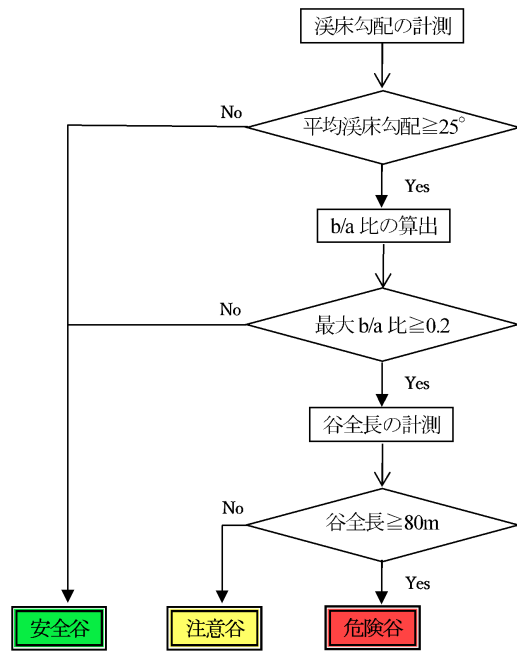 渓床勾配の計測
No
平均渓床勾配≧25°
Yes
b/a 比の算出
No
最大 b/a 比≧0.2
Yes
谷全長の計測
No
谷全長≧80m
Yes
安全谷
注意谷
危険谷